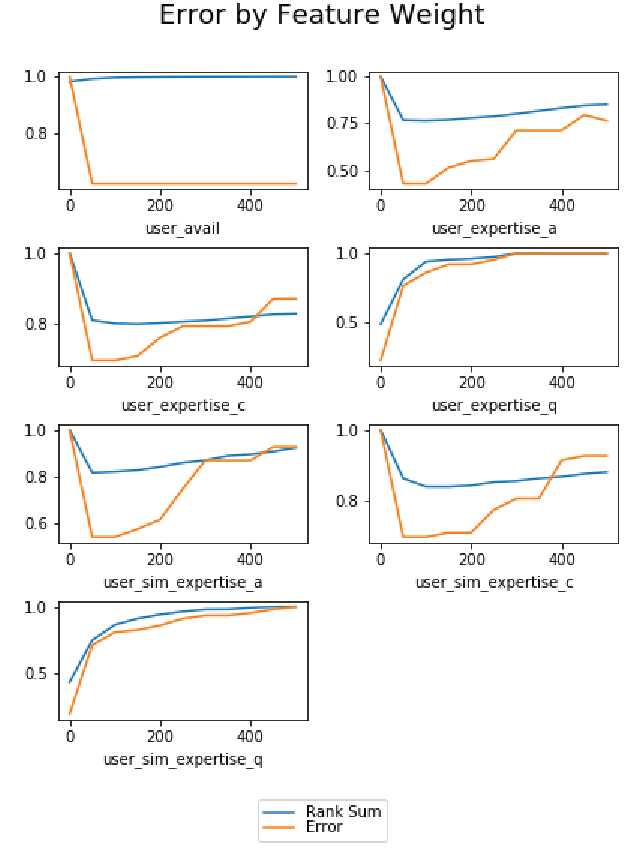 Error by Feature Weight
1.0
0.8
0 200 400
user_avail
1.00
0.75
0.50
0 200 400
user_expertise_a
1.0
0.8
0 200 400
user_expertise_c
1.0
0.5
0 200 400
user_expertise_q
1.0
0.8
0.6
0 200 400
user_sim_expertise_a
1.0
0.8
0 200 400
user_sim_expertise_c
1.0
0.5
0 200 400
user_sim_expertise_q
Rank Sum
Error